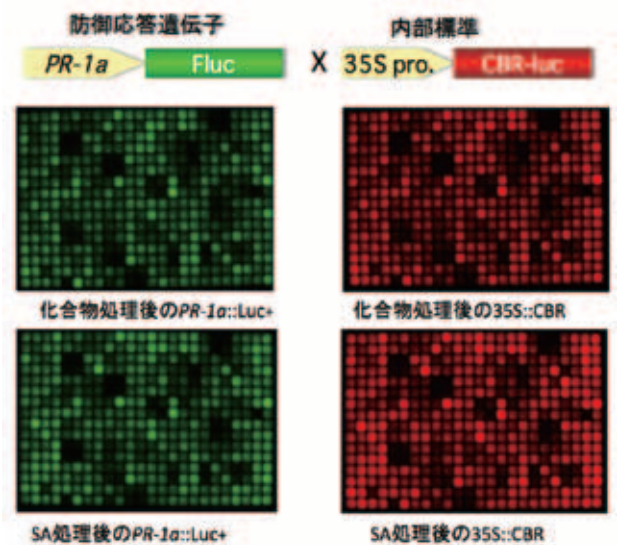 防御応答遺伝子
内部標準
PR-1a Fluc X 35S pro. CBR-luc
化合物処理後のPR-1a::Luc+
化合物処理後の35S::CBR
SA処理後のPR-1a::Luc+
SA処理後の35S::CBR